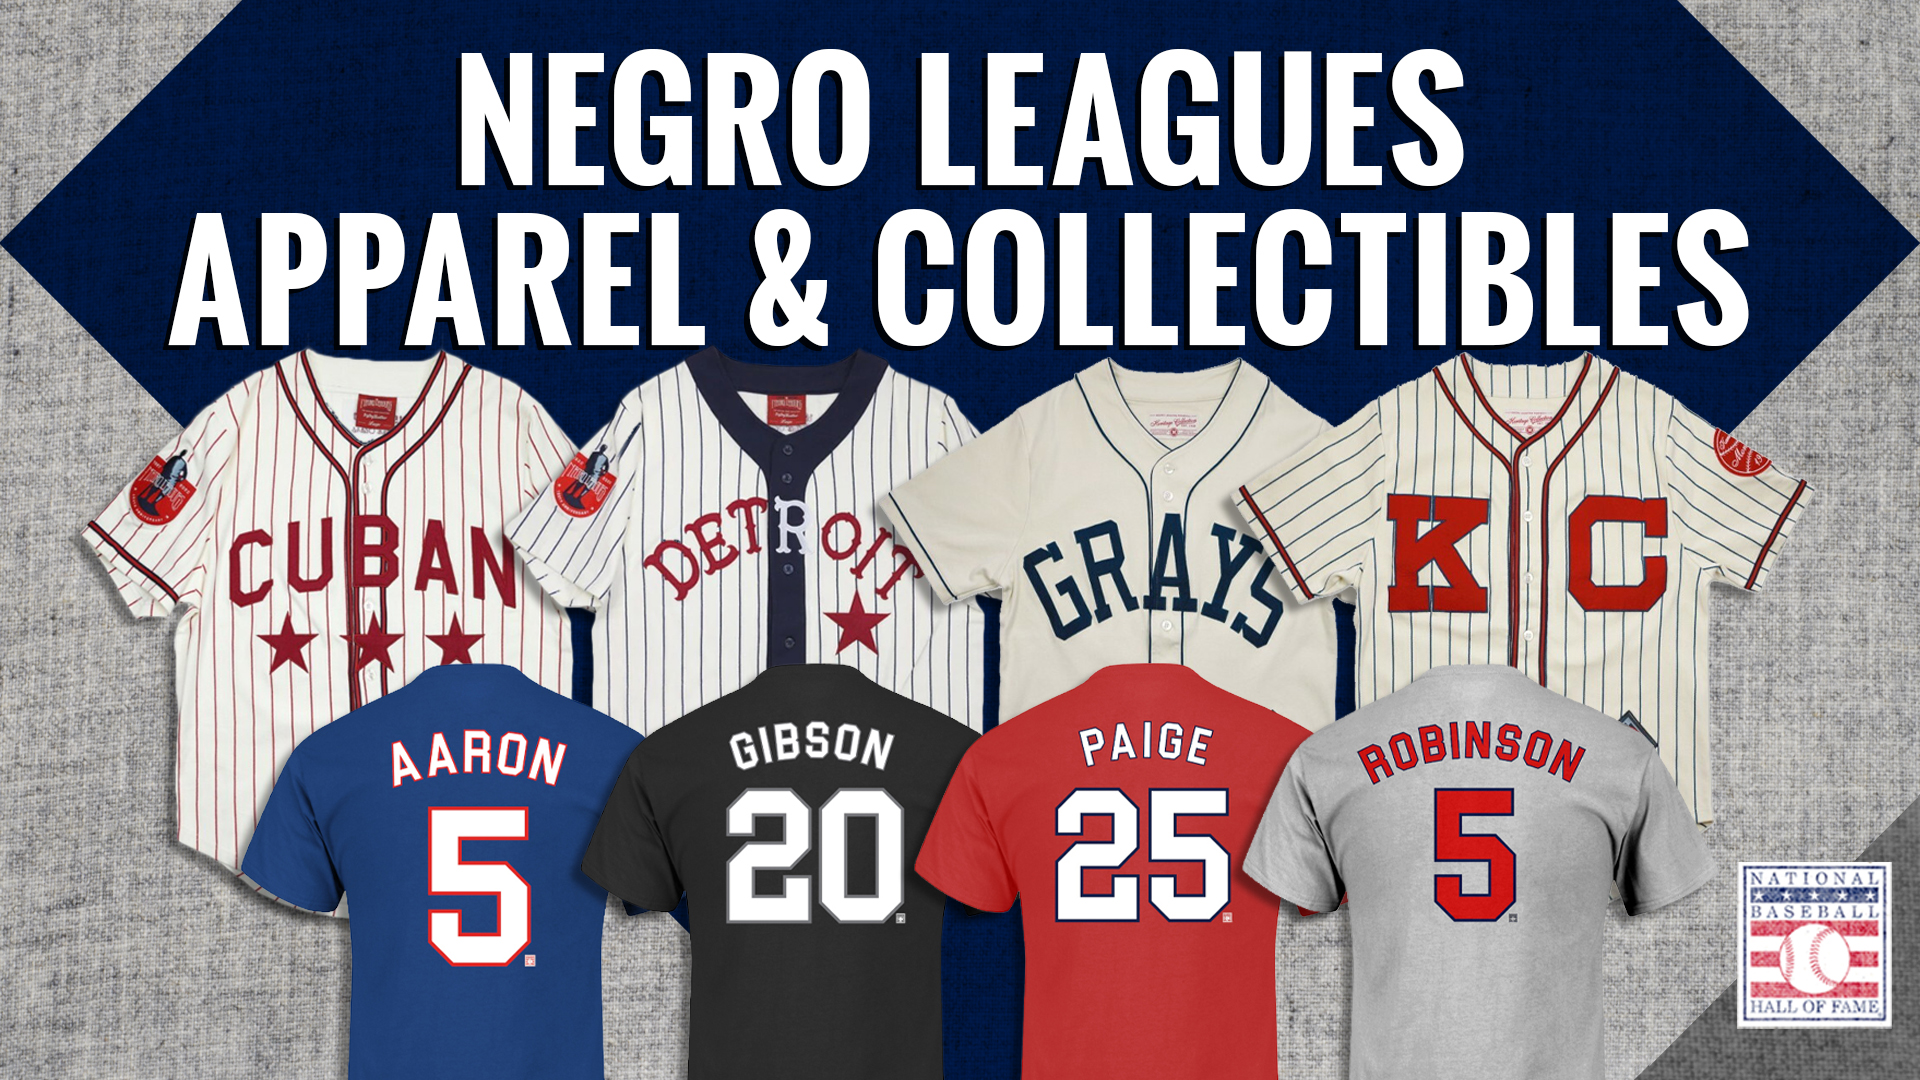 NEGRO LEAGUES
APPAREL & COLLECTIBLES
CUBAN
DETROIT
GRAYS
K C
AARON
5
GIBSON
20
PAIGE
25
ROBINSON
5
NATIONAL
BASEBALL
HALL OF FAME